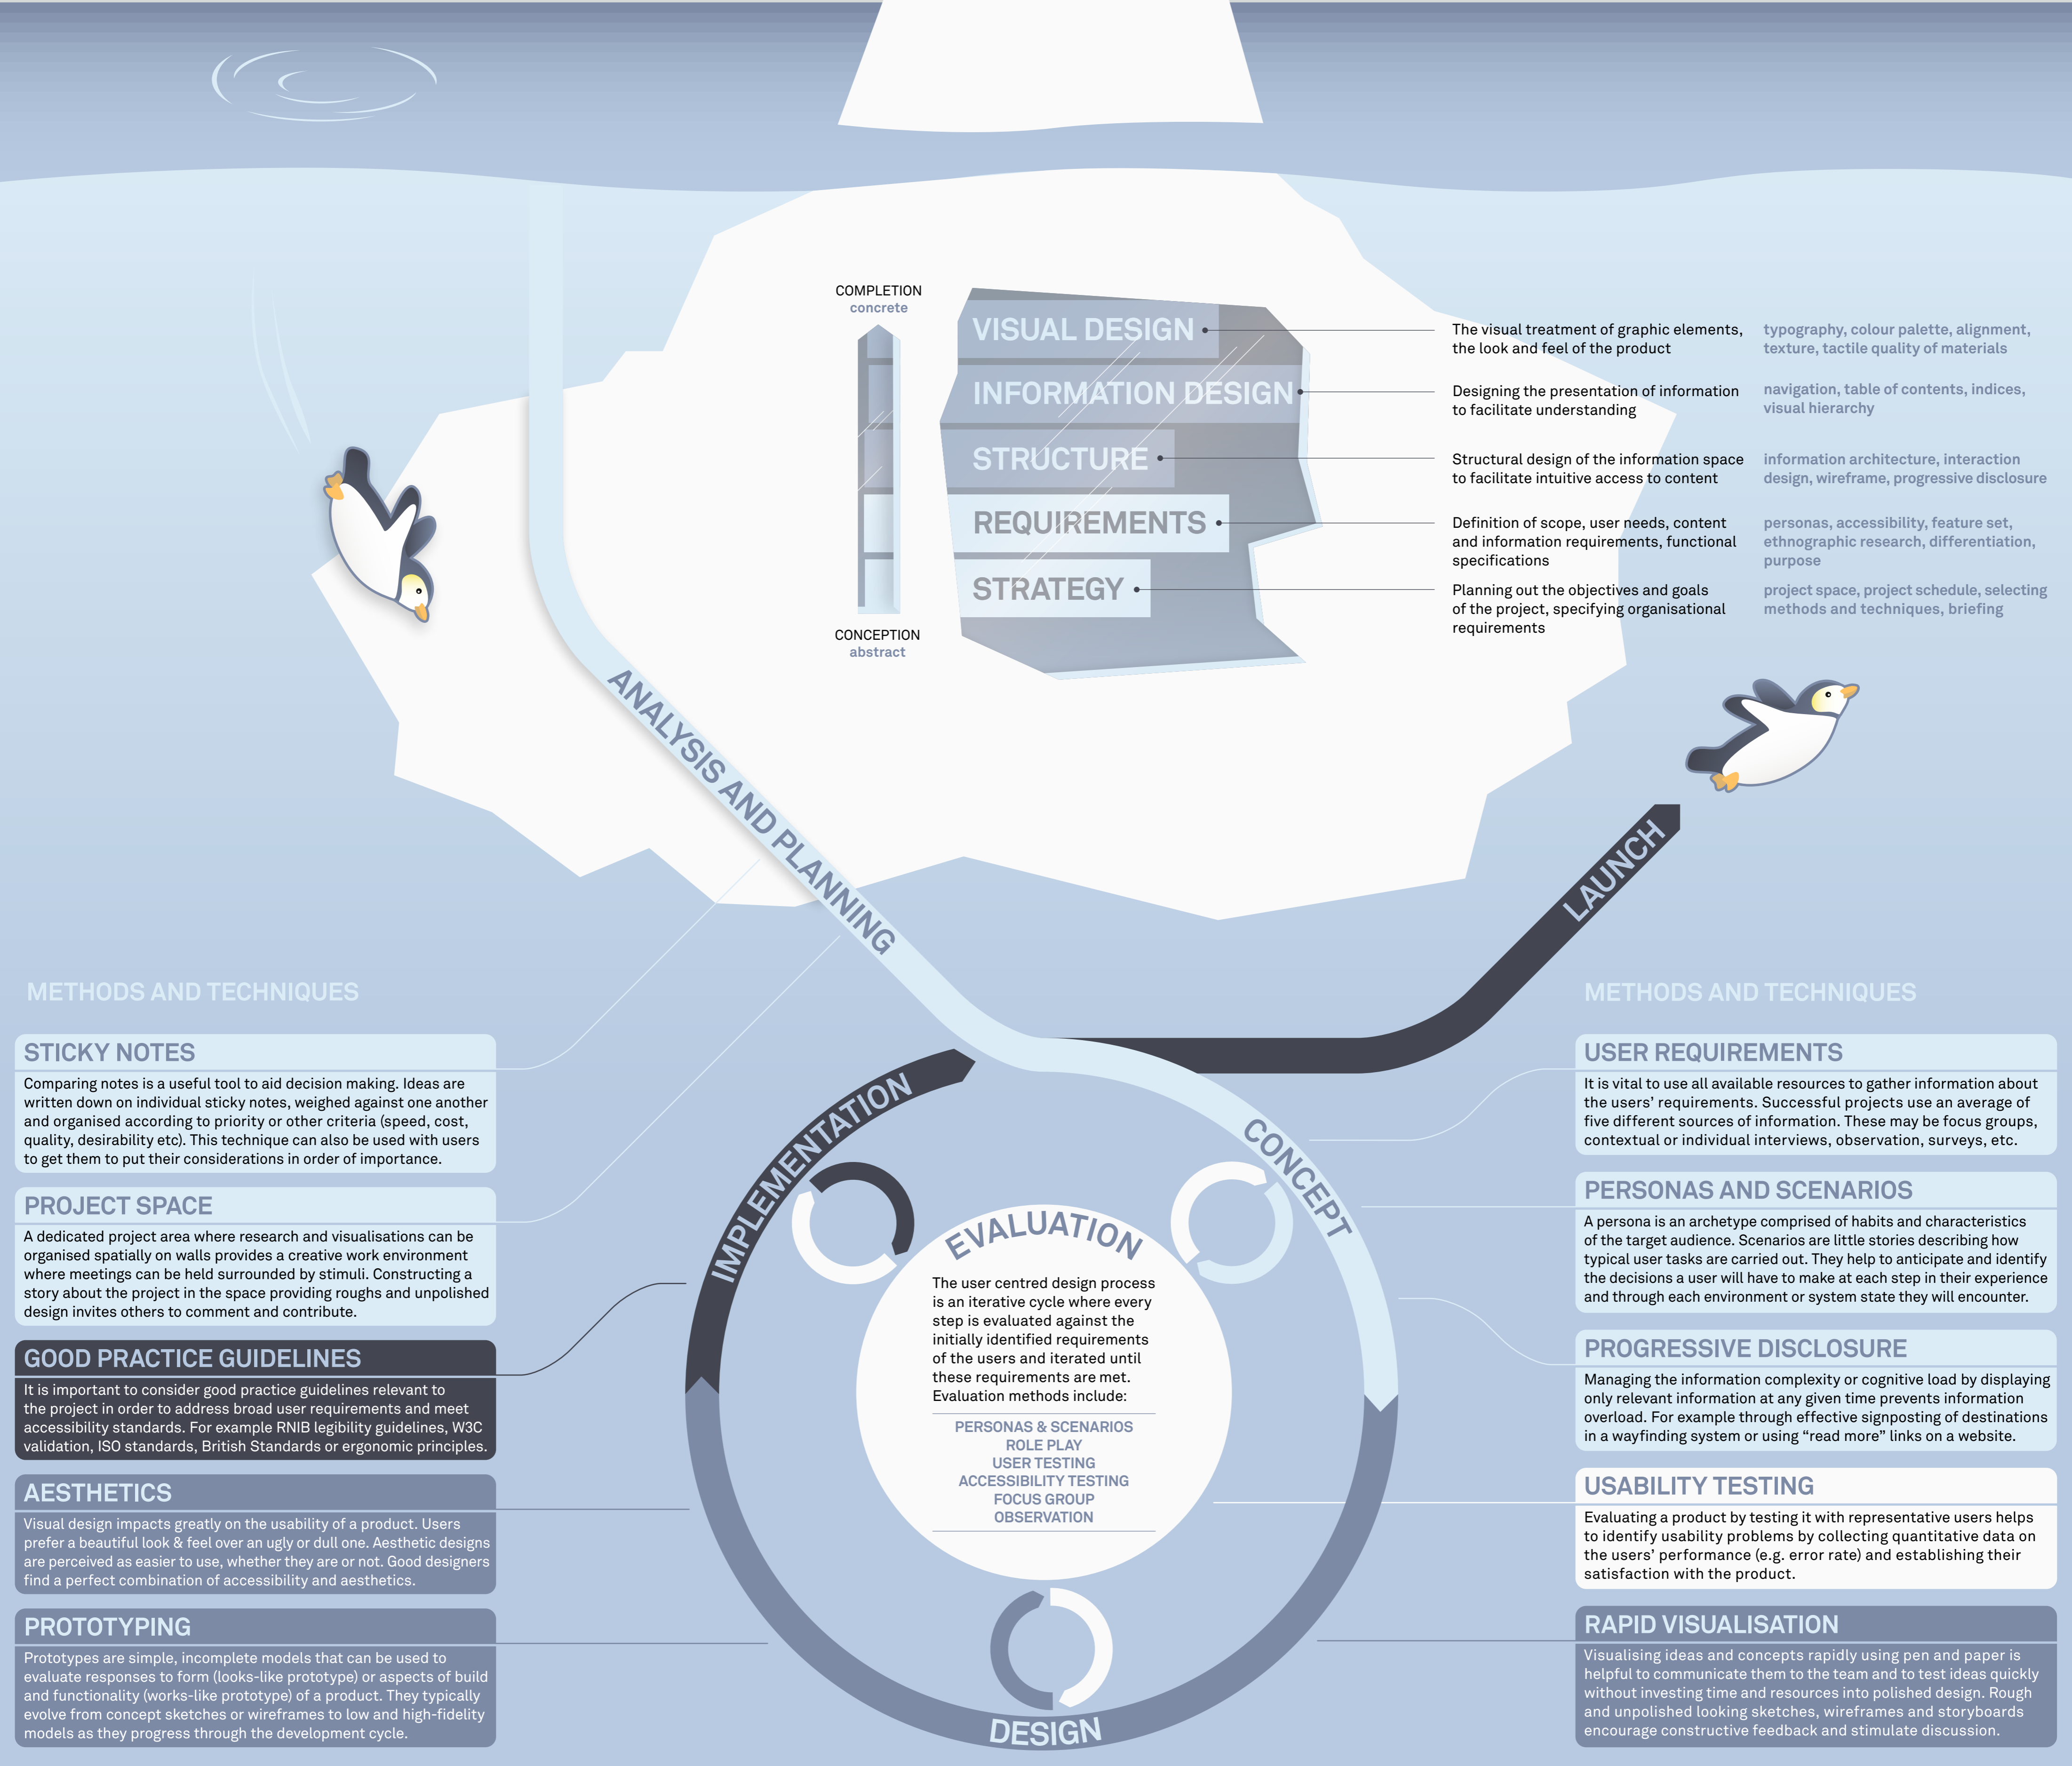 COMPLETION
concrete
CONCEPTION
abstract
VISUAL DESIGN
The visual treatment of graphic elements,
the look and feel of the product
typography, colour palette, alignment,
texture, tactile quality of materials
INFORMATION DESIGN
Designing the presentation of information
to facilitate understanding
navigation, table of contents, indices,
visual hierarchy
STRUCTURE
Structural design of the information space
to facilitate intuitive access to content
information architecture, interaction
design, wireframe, progressive disclosure
REQUIREMENTS
Definition of scope, user needs, content
and information requirements, functional
specifications
personas, accessibility, feature set,
ethnographic research, differentiation,
purpose
STRATEGY
Planning out the objectives and goals
of the project, specifying organisational
requirements
project space, project schedule, selecting
methods and techniques, briefing
ANALYSIS AND PLANNING
LAUNCH
METHODS AND TECHNIQUES
STICKY NOTES
Comparing notes is a useful tool to aid decision making. Ideas are
written down on individual sticky notes, weighed against one another
and organised according to priority or other criteria (speed, cost,
quality, desirability etc). This technique can also be used with users
to get them to put their considerations in order of importance.
PROJECT SPACE
A dedicated project area where research and visualisations can be
organised spatially on walls provides a creative work environment
where meetings can be held surrounded by stimuli. Constructing a
story about the project in the space providing roughs and unpolished
design invites others to comment and contribute.
GOOD PRACTICE GUIDELINES
It is important to consider good practice guidelines relevant to
the project in order to address broad user requirements and meet
accessibility standards. For example RNIB legibility guidelines, W3C
validation, ISO standards, British Standards or ergonomic principles.
AESTHETICS
Visual design impacts greatly on the usability of a product. Users
prefer a beautiful look & feel over an ugly or dull one. Aesthetic designs
are perceived as easier to use, whether they are or not. Good designers
find a perfect combination of accessibility and aesthetics.
PROTOTYPING
Prototypes are simple, incomplete models that can be used to
evaluate responses to form (looks-like prototype) or aspects of build
and functionality (works-like prototype) of a product. They typically
evolve from concept sketches or wireframes to low and high-fidelity
models as they progress through the development cycle.
IMPLEMENTATION
CONCEPT
DESIGN
EVALUATION
The user centred design process
is an iterative cycle where every
step is evaluated against the
initially identified requirements
of the users and iterated until
these requirements are met.
Evaluation methods include:
PERSONAS & SCENARIOS
ROLE PLAY
USER TESTING
ACCESSIBILITY TESTING
FOCUS GROUP
OBSERVATION
METHODS AND TECHNIQUES
USER REQUIREMENTS
It is vital to use all available resources to gather information about
the users' requirements. Successful projects use an average of
five different sources of information. These may be focus groups,
contextual or individual interviews, observation, surveys, etc.
PERSONAS AND SCENARIOS
A persona is an archetype comprised of habits and characteristics
of the target audience. Scenarios are little stories describing how
typical user tasks are carried out. They help to anticipate and identify
the decisions a user will have to make at each step in their experience
and through each environment or system state they will encounter.
PROGRESSIVE DISCLOSURE
Managing the information complexity or cognitive load by displaying
only relevant information at any given time prevents information
overload. For example through effective signposting of destinations
in a wayfinding system or using “read more” links on a website.
USABILITY TESTING
Evaluating a product by testing it with representative users helps
to identify usability problems by collecting quantitative data on
the users' performance (e.g. error rate) and establishing their
satisfaction with the product.
RAPID VISUALISATION
Visualising ideas and concepts rapidly using pen and paper is
helpful to communicate them to the team and to test ideas quickly
without investing time and resources into polished design. Rough
and unpolished looking sketches, wireframes and storyboards
encourage constructive feedback and stimulate discussion.